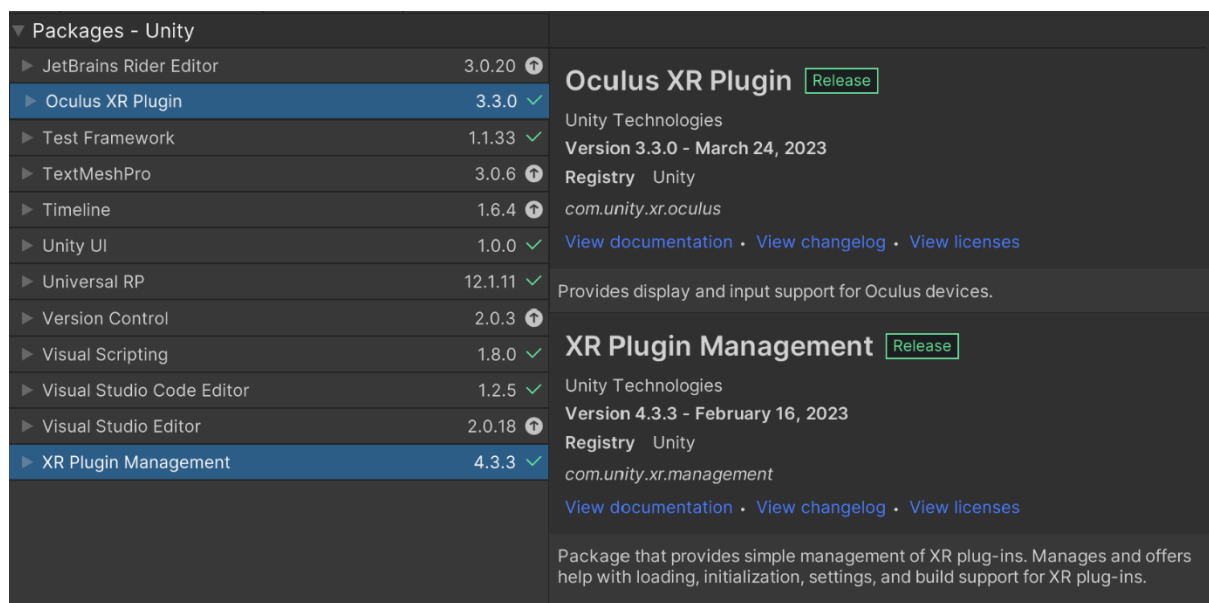 Packages - Unity
JetBrains Rider Editor 3.0.20
Oculus XR Plugin 3.3.0
Test Framework 1.1.33
TextMeshPro 3.0.6
Timeline 1.6.4
Unity UI 1.0.0
Universal RP 12.1.11
Version Control 2.0.3
Visual Scripting 1.8.0
Visual Studio Code Editor 1.2.5
Visual Studio Editor 2.0.18
XR Plugin Management 4.3.3
Oculus XR Plugin Release
Unity Technologies
Version 3.3.0 - March 24, 2023
Registry Unity
com.unity.xr.oculus
View documentation • View changelog • View licenses
Provides display and input support for Oculus devices.
XR Plugin Management Release
Unity Technologies
Version 4.3.3 - February 16, 2023
Registry Unity
com.unity.xr.management
View documentation • View changelog • View licenses
Package that provides simple management of XR plug-ins. Manages and offers
help with loading, initialization, settings, and build support for XR plug-ins.